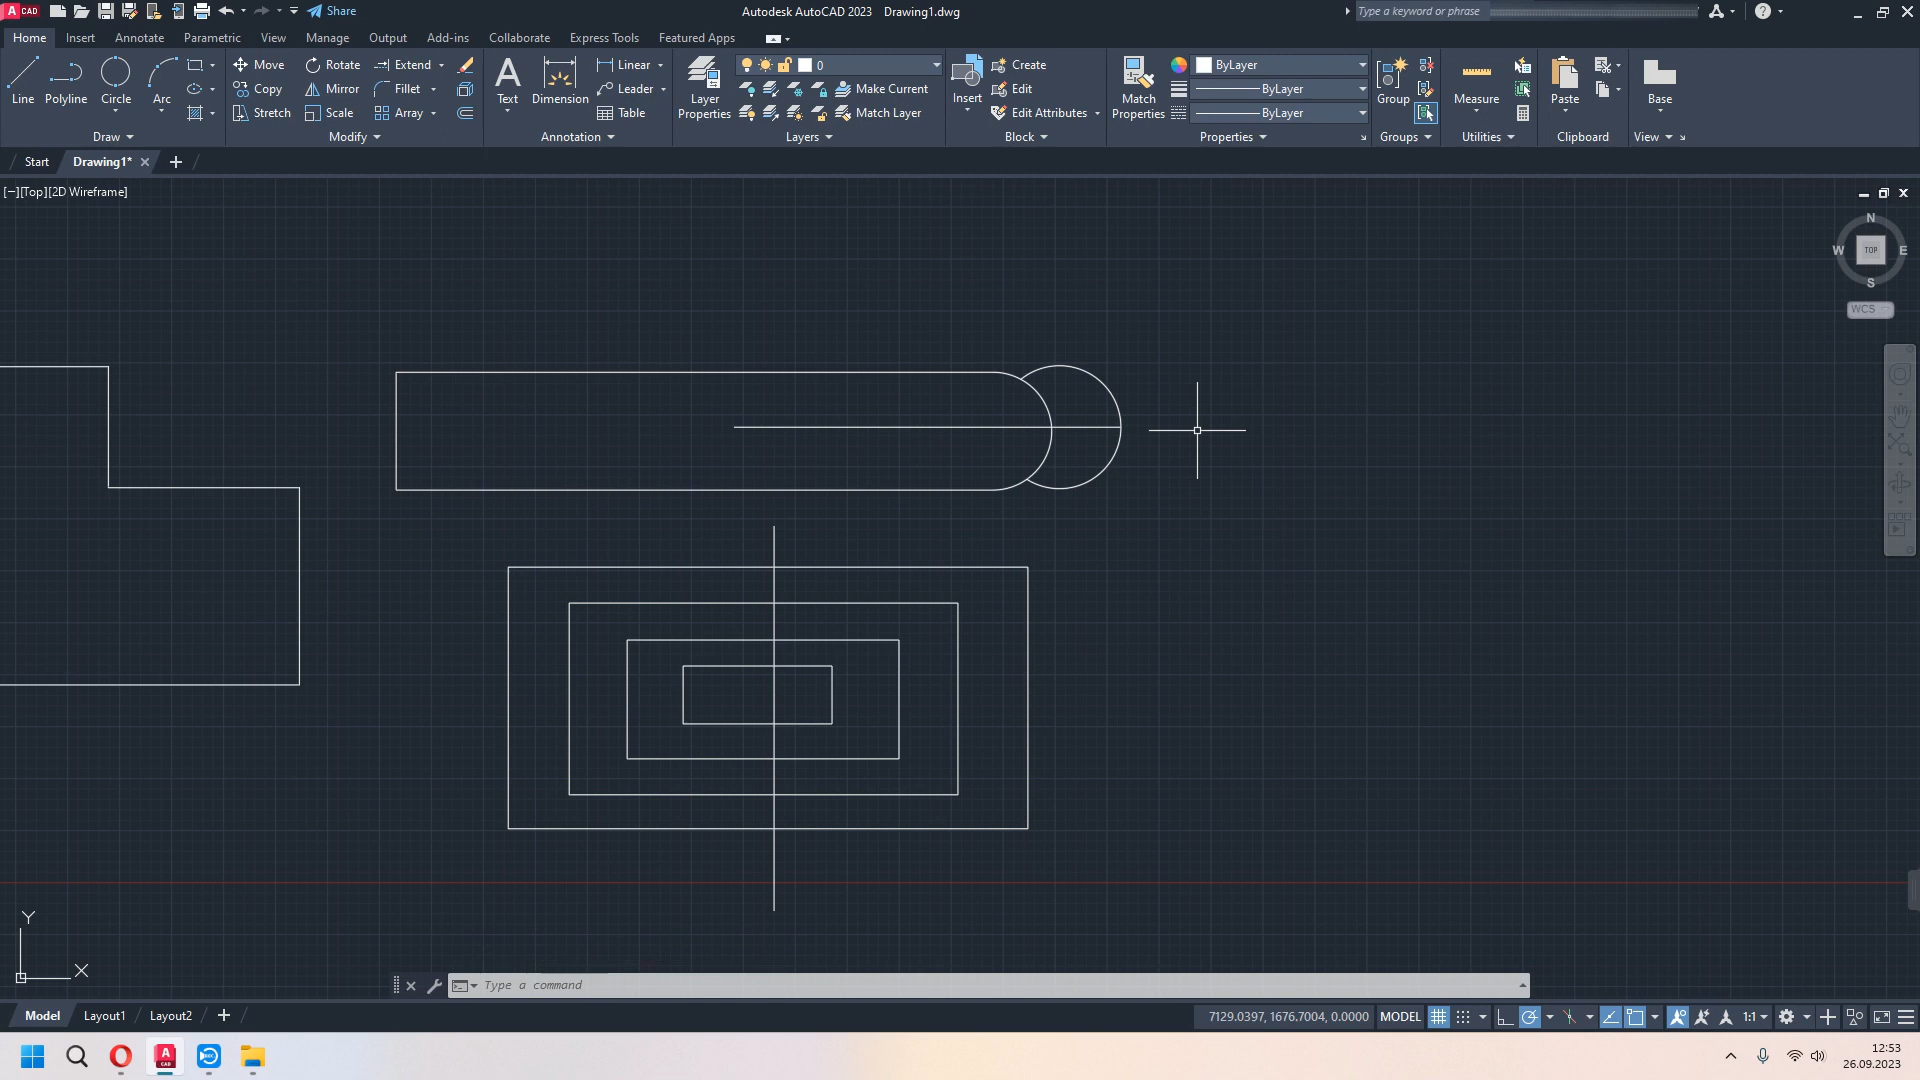 A CAD Share Autodesk AutoCAD 2023 Drawing1.dwg Type a keyword or phrase
Home Insert Annotate Parametric View Manage Output Add-ins Collaborate Express Tools Featured Apps
Line Polyline Circle Arc
Draw
Move Rotate Extend
Copy Mirror Fillet
Stretch Scale Array
Modify
Text Dimension
Linear
Leader
Table
Annotation
Layer
Properties
0
Make Current
Match Layer
Layers
Insert
Create
Edit
Edit Attributes
Block
Match
Properties
ByLayer
ByLayer
ByLayer
Properties
Group
Groups
Measure
Utilities
Paste
Clipboard
Base
View
Start Drawing1* +
[−][Top][2D Wireframe]
N
W TOP E
S
WCS
Y
X
Type a command
Model Layout1 Layout2 +
7129.0397, 1676.7004, 0.0000 MODEL 1:1
A CAD
12:53
26.09.2023